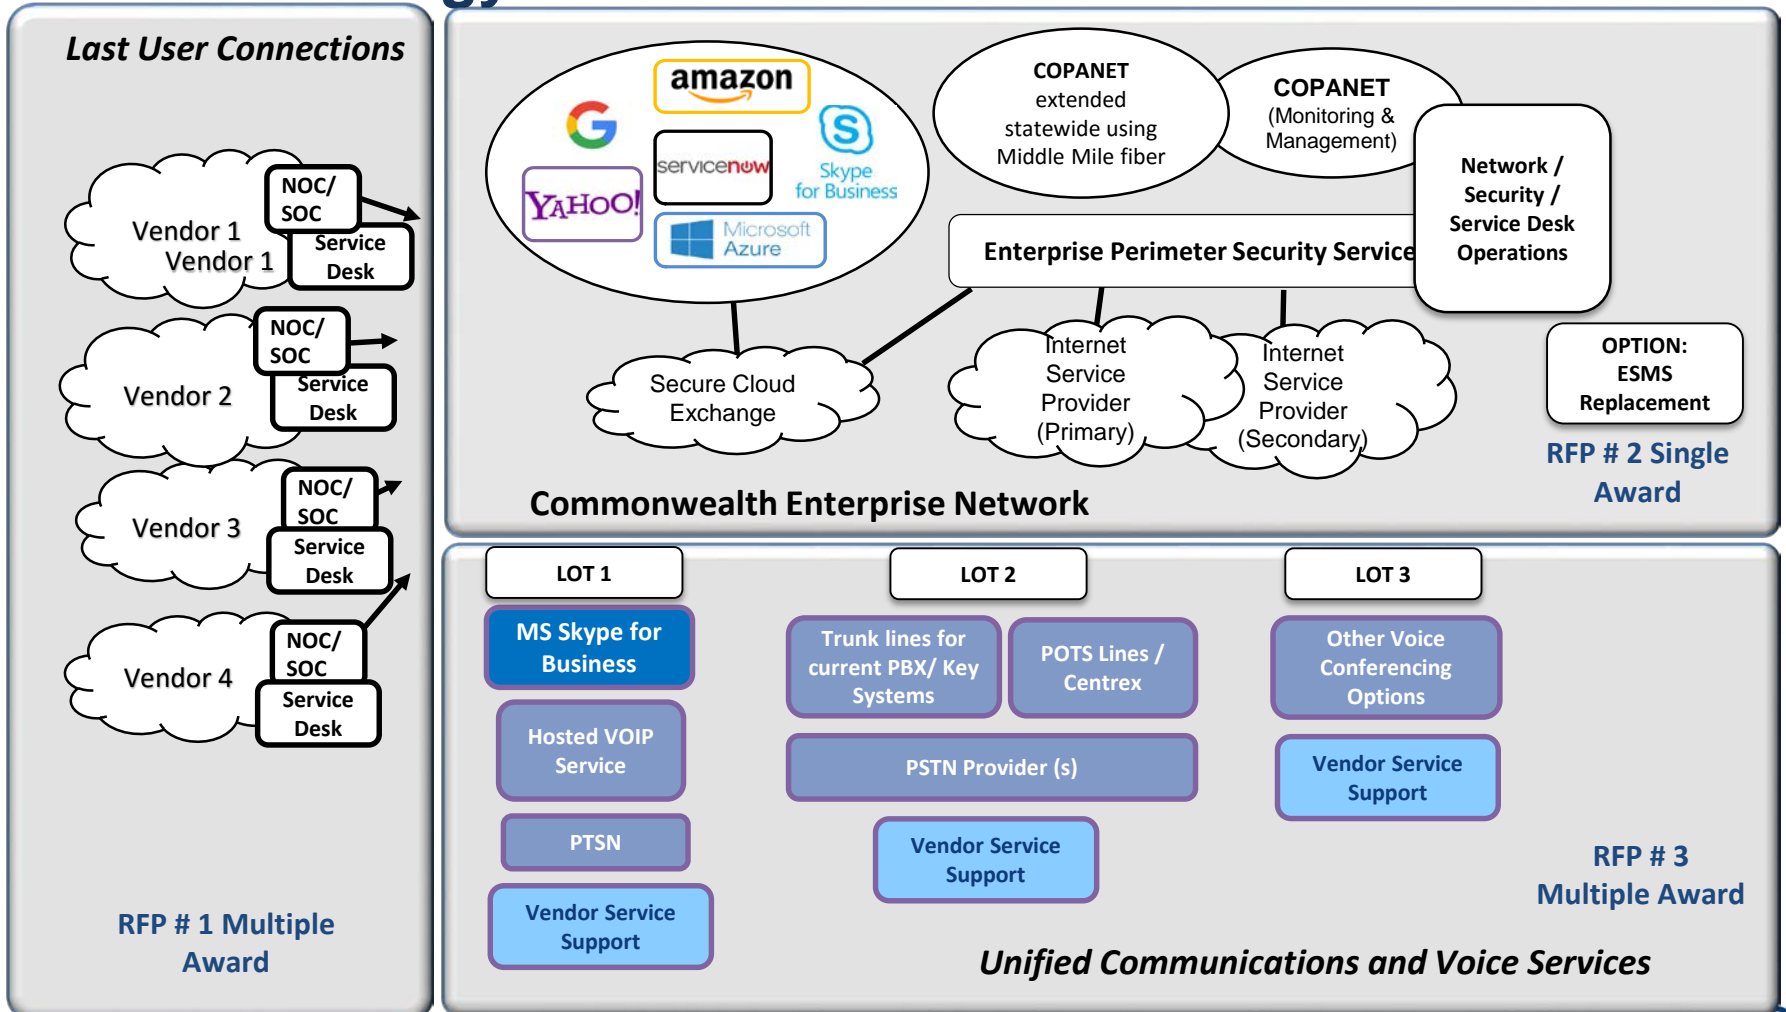 gy
Last User Connections
NOC/
SOC
Vendor 1
Vendor 1
Service
Desk
NOC/
SOC
Vendor 2
Service
Desk
NOC/
SOC
Vendor 3
Service
Desk
NOC/
SOC
Vendor 4
Service
Desk
RFP # 1 Multiple
Award
amazon
G
servicenow
S
Skype
for Business
YAHOO!
Microsoft
Azure
COPANET
extended
statewide using
Middle Mile fiber
COPANET
(Monitoring &
Management)
Network /
Security /
Service Desk
Operations
Enterprise Perimeter Security Service
Secure Cloud
Exchange
Internet
Service
Provider
(Primary)
Internet
Service
Provider
(Secondary)
OPTION:
ESMS
Replacement
RFP # 2 Single
Award
Commonwealth Enterprise Network
LOT 1
MS Skype for
Business
Hosted VOIP
Service
PTSN
Vendor Service
Support
LOT 2
Trunk lines for
current PBX/ Key
Systems
POTS Lines /
Centrex
PSTN Provider (s)
Vendor Service
Support
LOT 3
Other Voice
Conferencing
Options
Vendor Service
Support
RFP # 3
Multiple Award
Unified Communications and Voice Services